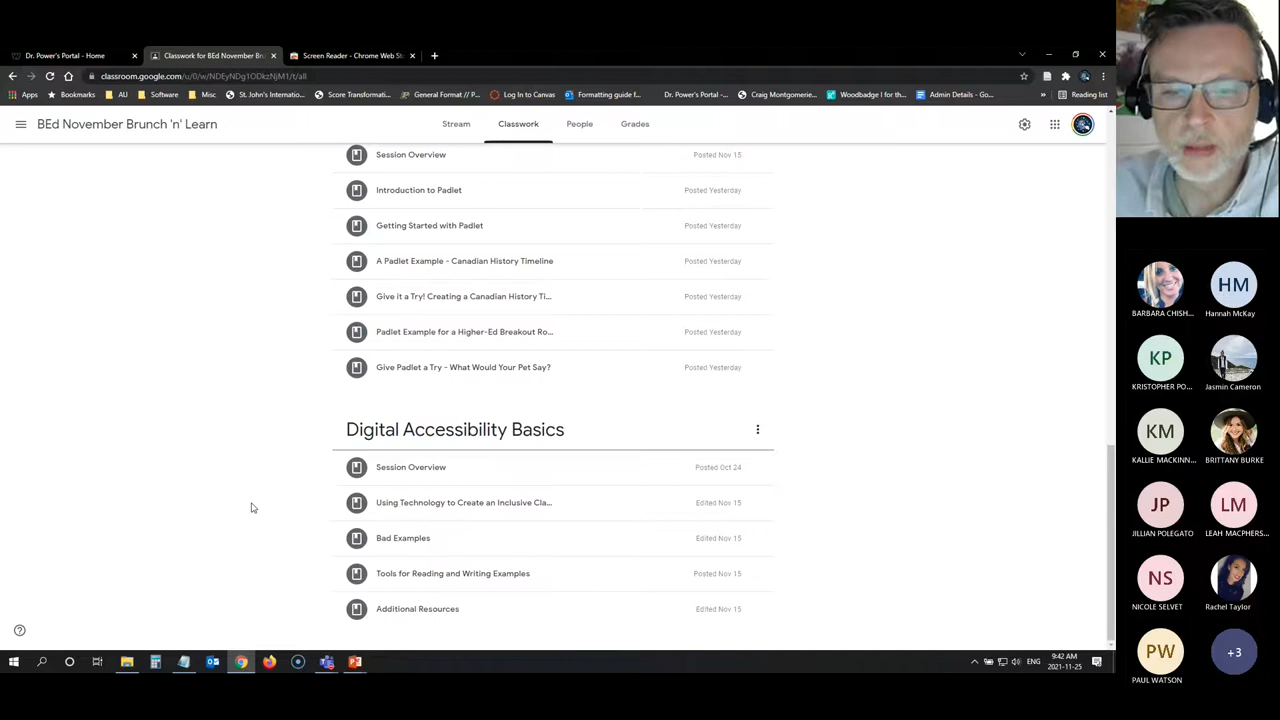 Dr. Power's Portal - Home
Classwork for BEd November Bru
Screen Reader - Chrome Web St
classroom.google.com/u/0/w/NDEyNDg1ODkzNjM1/t/all
Apps Bookmarks AU Software Misc St. John's Internatio... Score Transformati... General Format // P... Log In to Canvas Formatting guide f... Dr. Power's Portal -... Craig Montgomerie... Woodbadge I for th... Admin Details - Go... » Reading list
BEd November Brunch 'n' Learn
Stream Classwork People Grades
Session Overview Posted Nov 15
Introduction to Padlet Posted Yesterday
Getting Started with Padlet Posted Yesterday
A Padlet Example - Canadian History Timeline Posted Yesterday
Give it a Try! Creating a Canadian History Ti... Posted Yesterday
Padlet Example for a Higher-Ed Breakout Ro... Posted Yesterday
Give Padlet a Try - What Would Your Pet Say? Posted Yesterday
Digital Accessibility Basics
Session Overview Posted Oct 24
Using Technology to Create an Inclusive Cla... Edited Nov 15
Bad Examples Edited Nov 15
Tools for Reading and Writing Examples Posted Nov 15
Additional Resources Edited Nov 15
ENG
9:42 AM
2021-11-25
BARBARA CHISH...
HM
Hannah McKay
KP
KRISTOPHER PO...
Jasmin Cameron
KM
KALLIE MACKINN...
BRITTANY BURKE
JP
JILLIAN POLEGATO
LM
LEAH MACPHERS...
NS
NICOLE SELVET
Rachel Taylor
PW
PAUL WATSON
+3